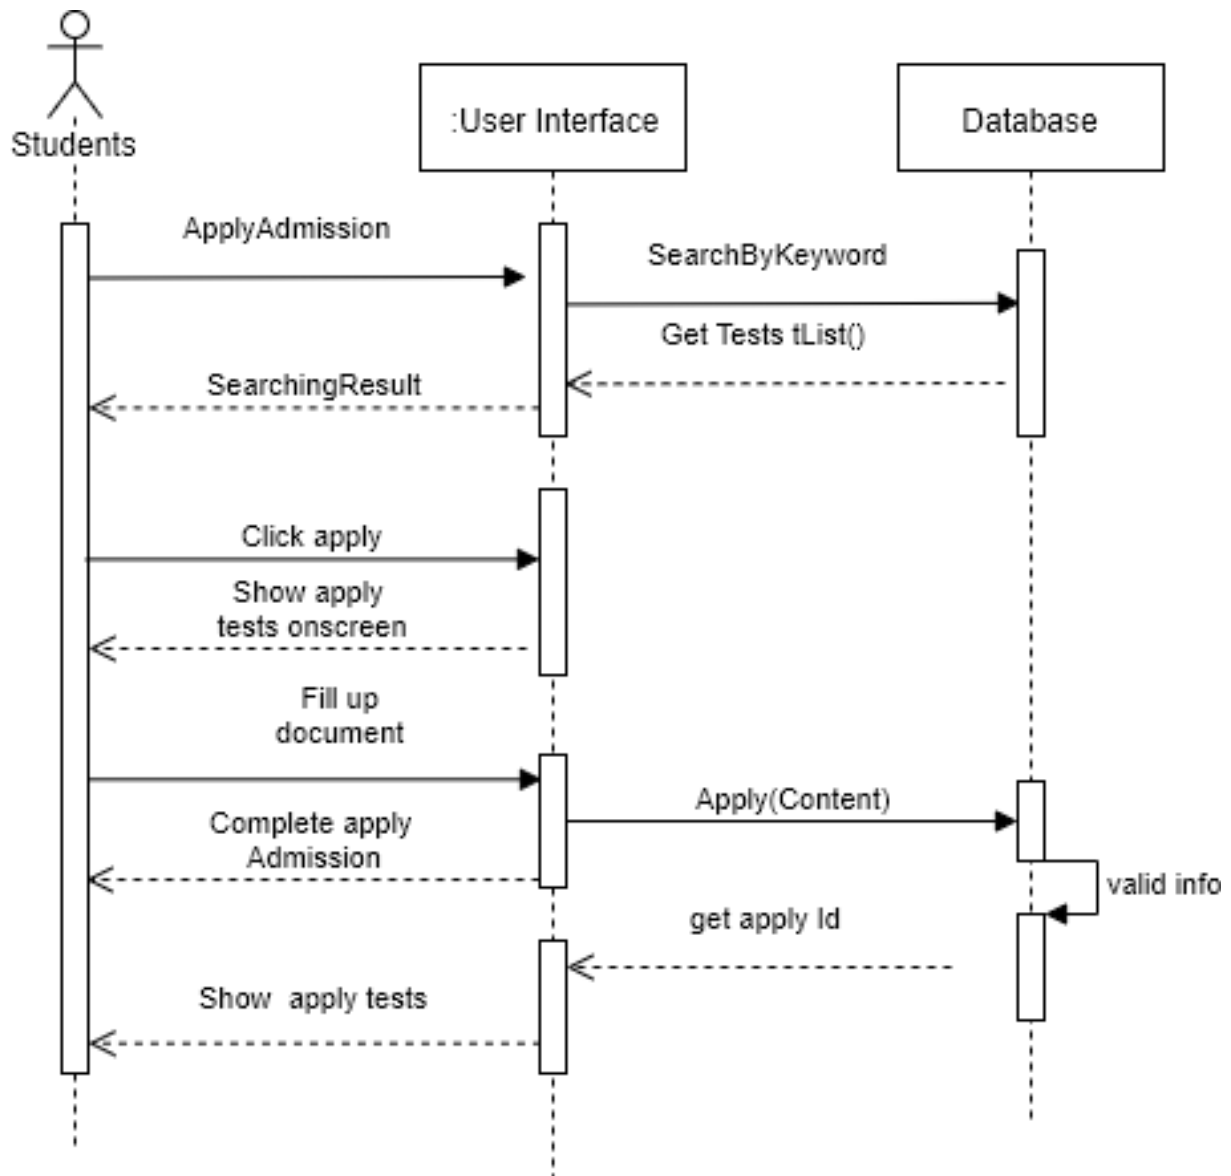 Students
:User Interface
Database
ApplyAdmission
SearchByKeyword
Get Tests tList()
SearchingResult
Click apply
Show apply
tests onscreen
Fill up
document
Apply(Content)
Complete apply
Admission
valid info
get apply Id
Show  apply tests